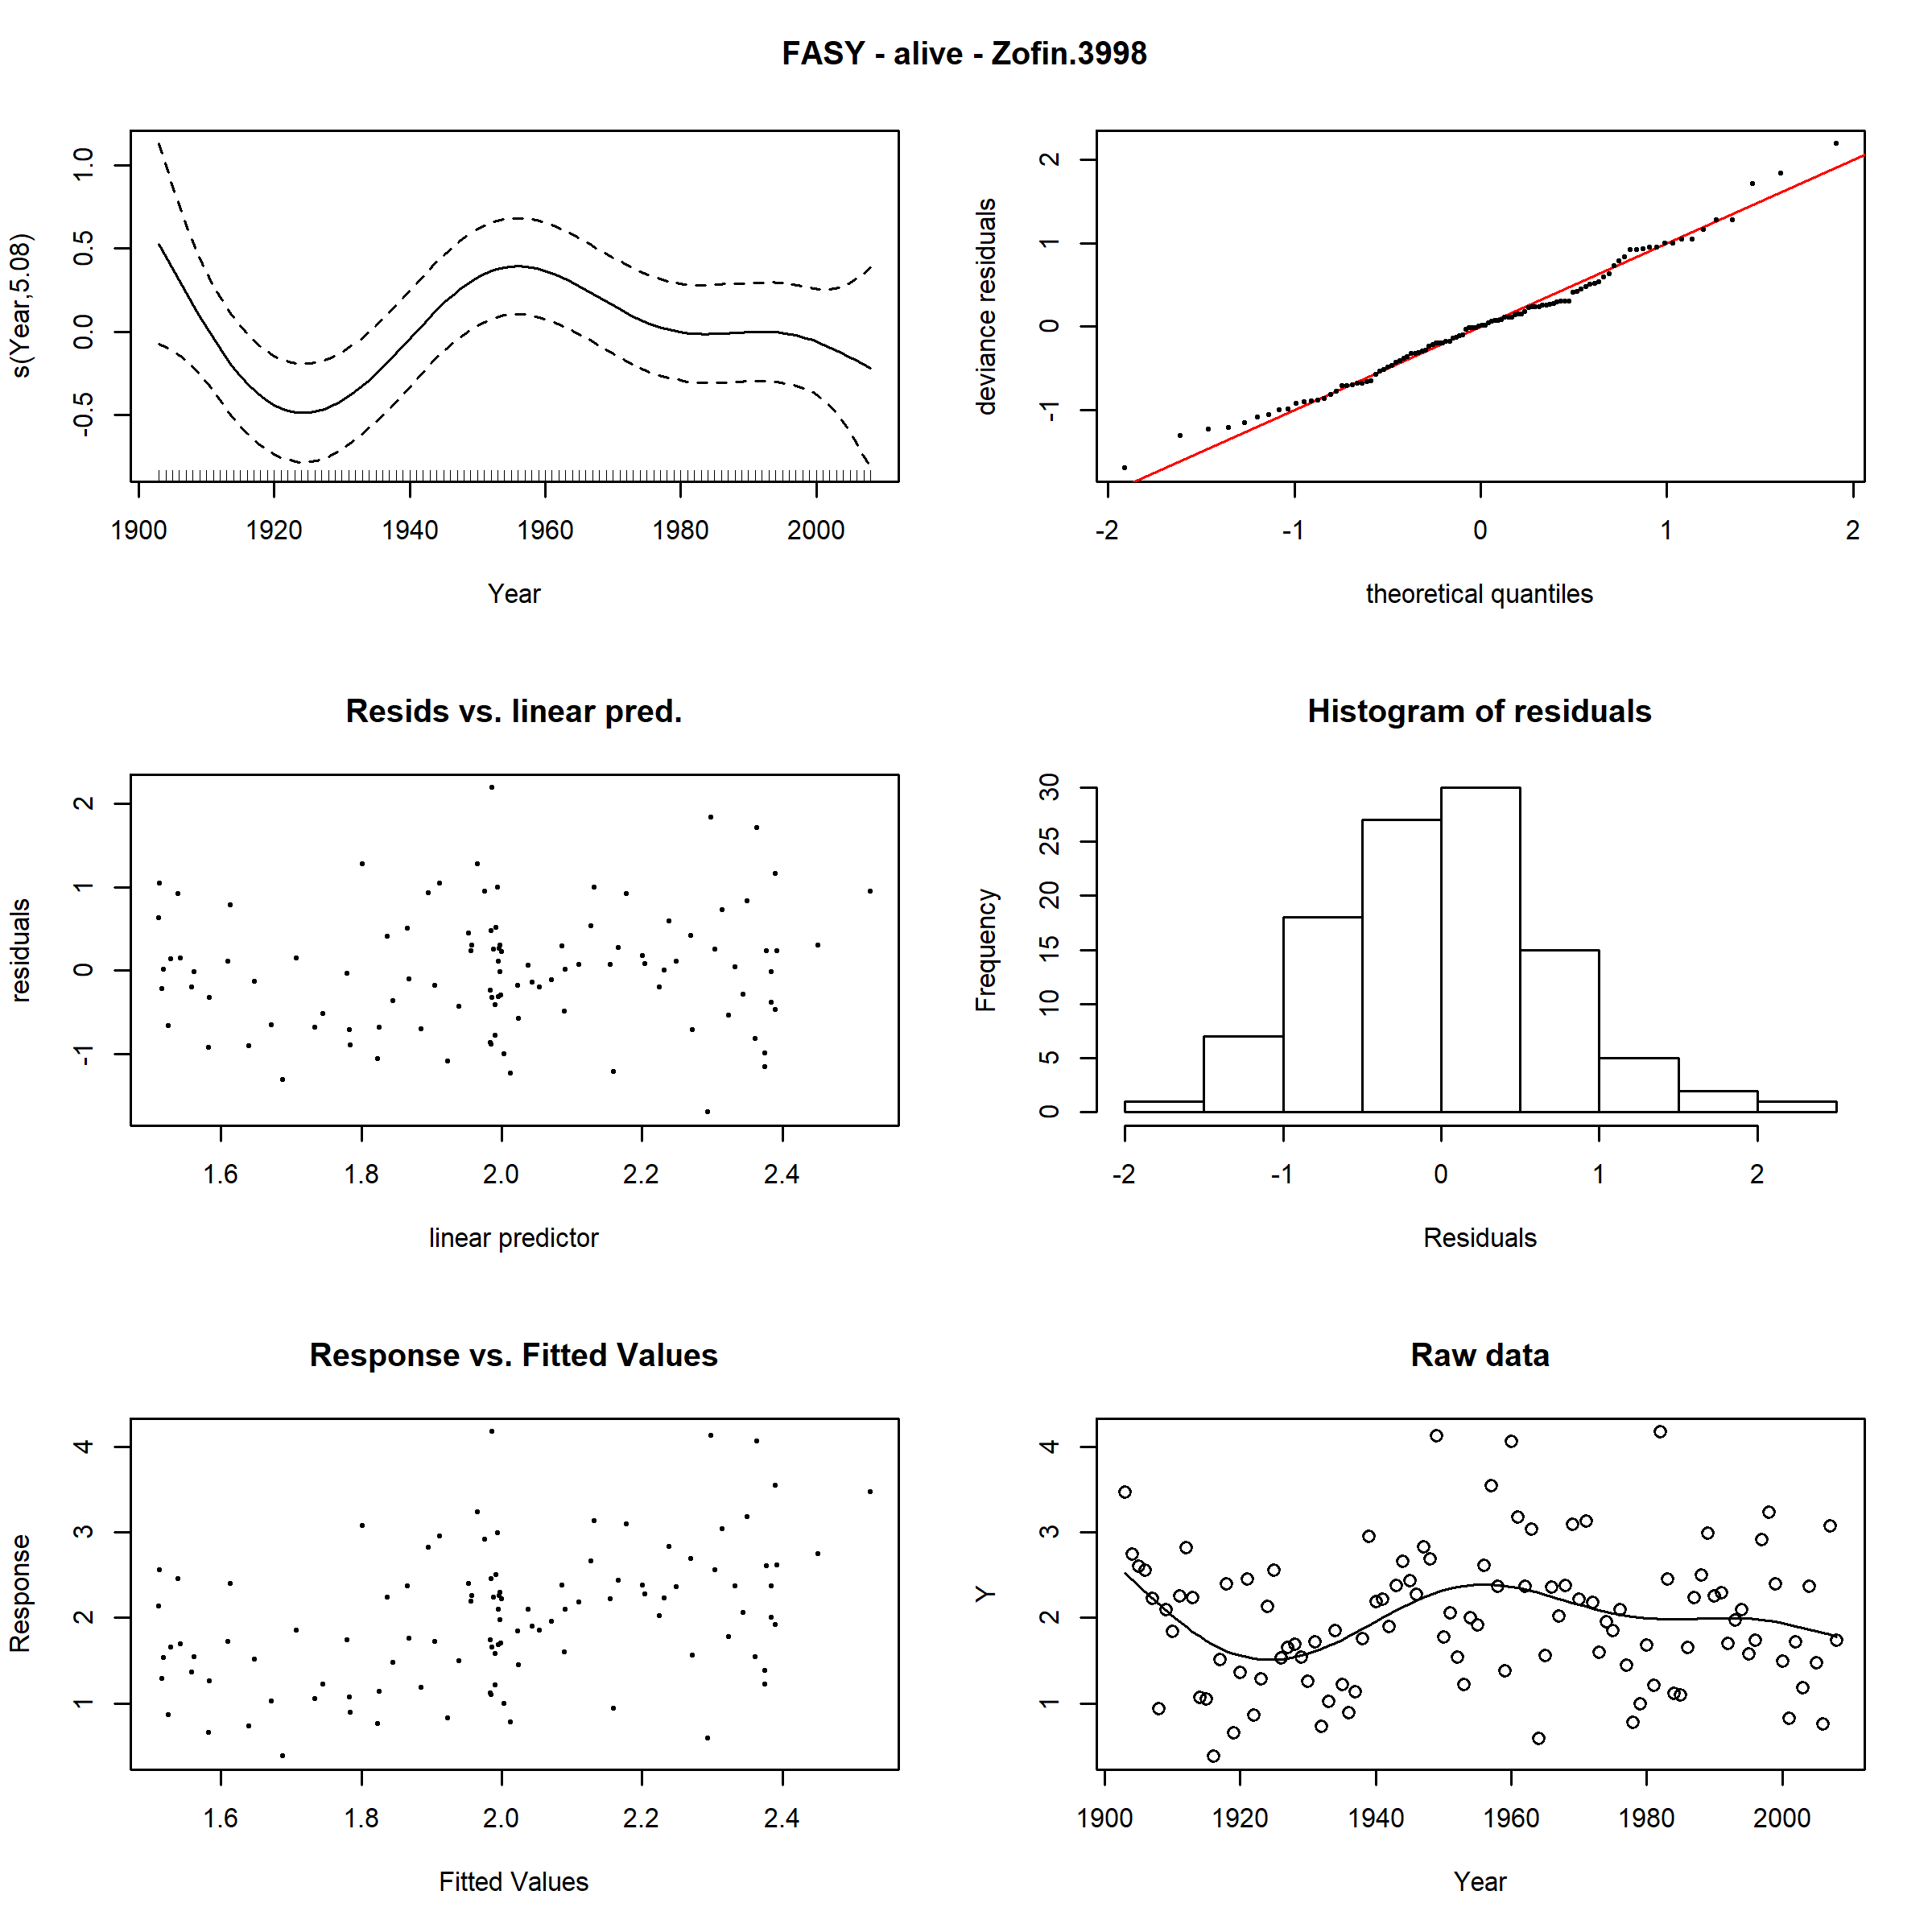 FASY - alive - Zofin.3998
s(Year,5.08)
1.0
0.5
0.0
-0.5
1900 1920 1940 1960 1980 2000
Year
deviance residuals
2
1
0
-1
-2 -1 0 1 2
theoretical quantiles
Resids vs. linear pred.
residuals
2
1
0
-1
1.6 1.8 2.0 2.2 2.4
linear predictor
Histogram of residuals
Frequency
30
25
20
15
10
5
0
-2 -1 0 1 2
Residuals
Response vs. Fitted Values
Response
4
3
2
1
1.6 1.8 2.0 2.2 2.4
Fitted Values
Raw data
Y
4
3
2
1
1900 1920 1940 1960 1980 2000
Year